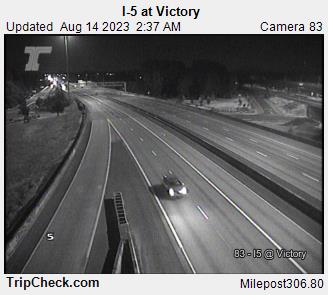 I-5 at Victory
Updated Aug 14 2023 2:37 AM Camera 83
T
S
83 - I5 @ Victory
TripCheck.com Milepost306.80